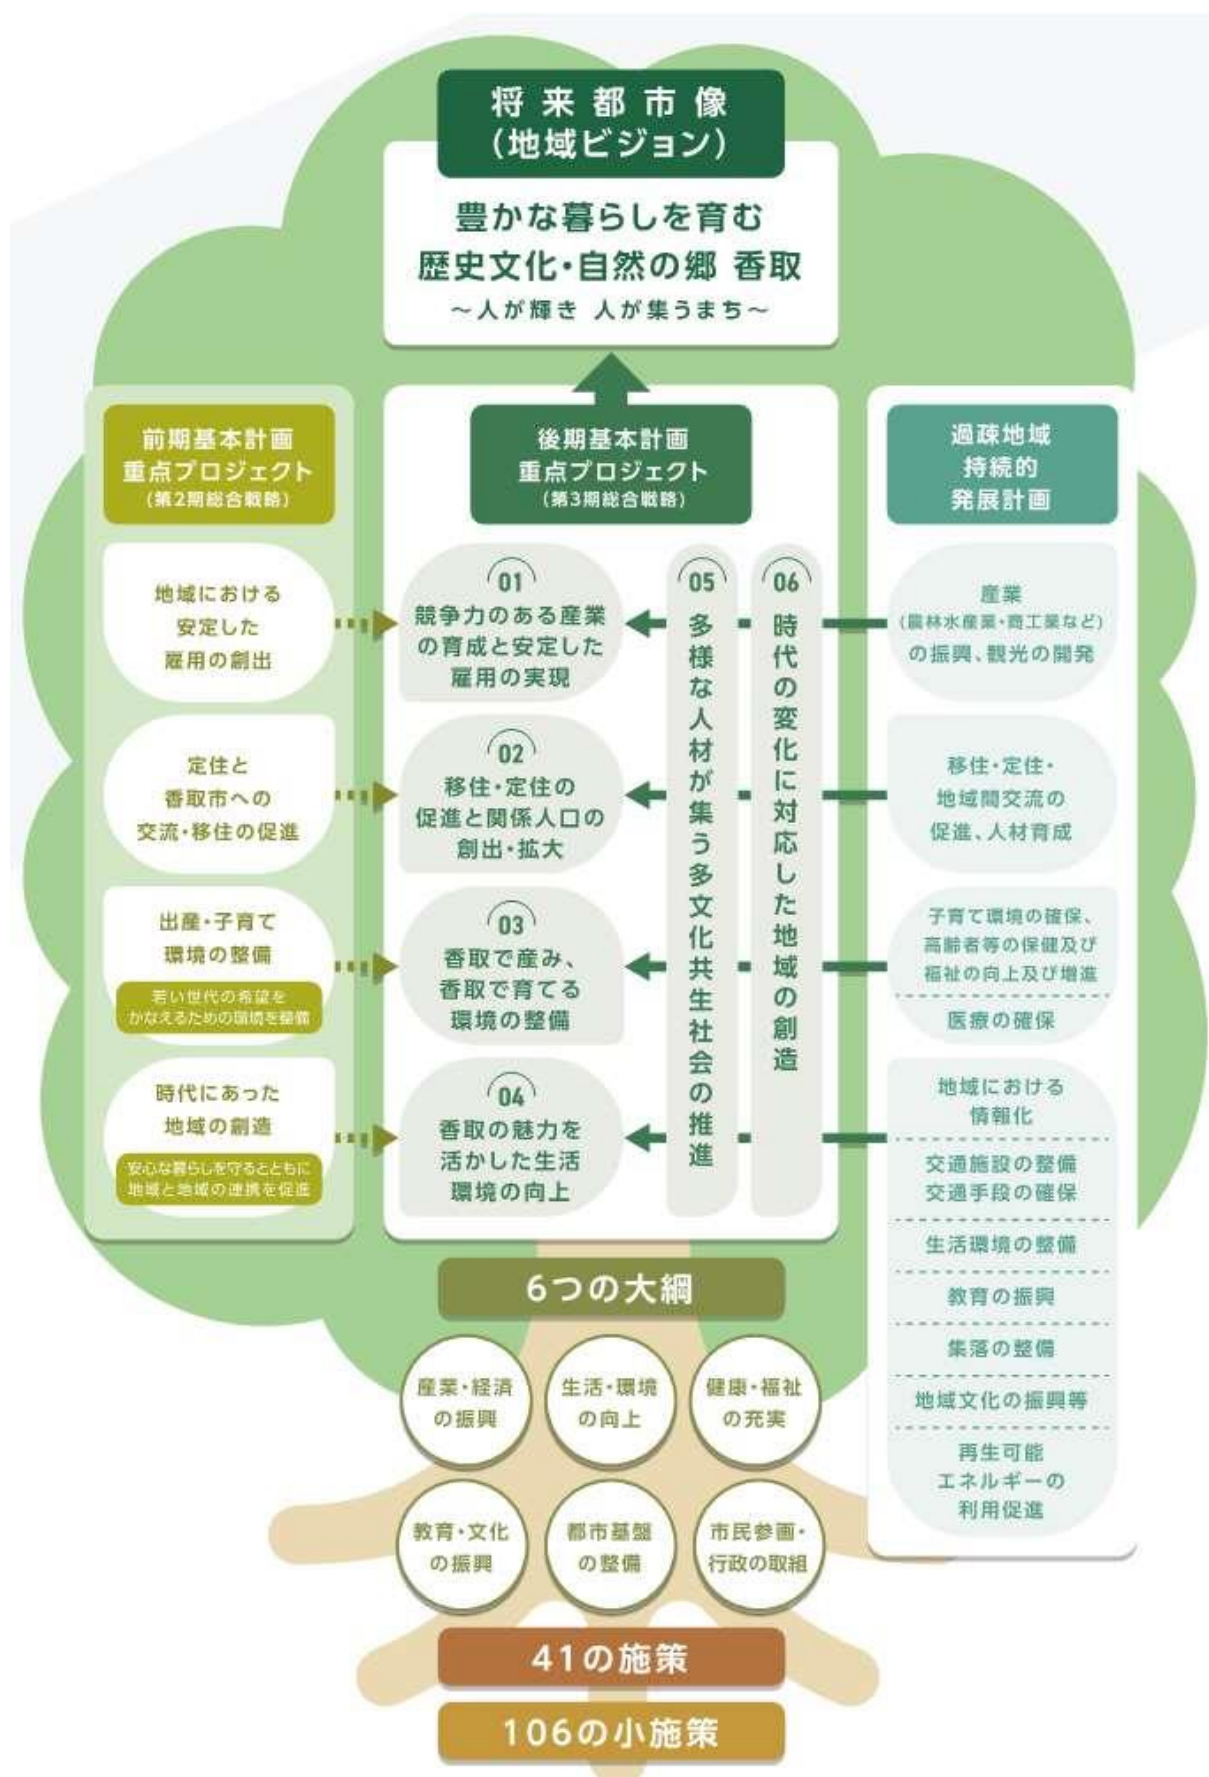 将来都市像
(地域ビジョン)
豊かな暮らしを育む
歴史文化・自然の郷 香取
～人が輝き 人が集うまち～
前期基本計画
重点プロジェクト
(第2期総合戦略)
地域における
安定した
雇用の創出
定住と
香取市への
交流・移住の促進
出産・子育て
環境の整備
若い世代の希望を
かなえるための環境を整備
時代にあった
地域の創造
安心な暮らしを守るとともに
地域と地域の連携を促進
後期基本計画
重点プロジェクト
(第3期総合戦略)
01
競争力のある産業
の育成と安定した
雇用の実現
02
移住・定住の
促進と関係人口の
創出・拡大
03
香取で産み、
香取で育てる
環境の整備
04
香取の魅力を
活かした生活
環境の向上
05
多様な人材が集う多文化共生社会の推進
06
時代の変化に対応した地域の創造
過疎地域
持続的
発展計画
産業
(農林水産業・商工業など)
の振興、観光の開発
移住・定住・
地域間交流の
促進、人材育成
子育て環境の確保、
高齢者等の保健及び
福祉の向上及び増進
医療の確保
地域における
情報化
交通施設の整備
交通手段の確保
生活環境の整備
教育の振興
集落の整備
地域文化の振興等
再生可能
エネルギーの
利用促進
6つの大綱
産業・経済
の振興
生活・環境
の向上
健康・福祉
の充実
教育・文化
の振興
都市基盤
の整備
市民参画・
行政の取組
41の施策
106の小施策